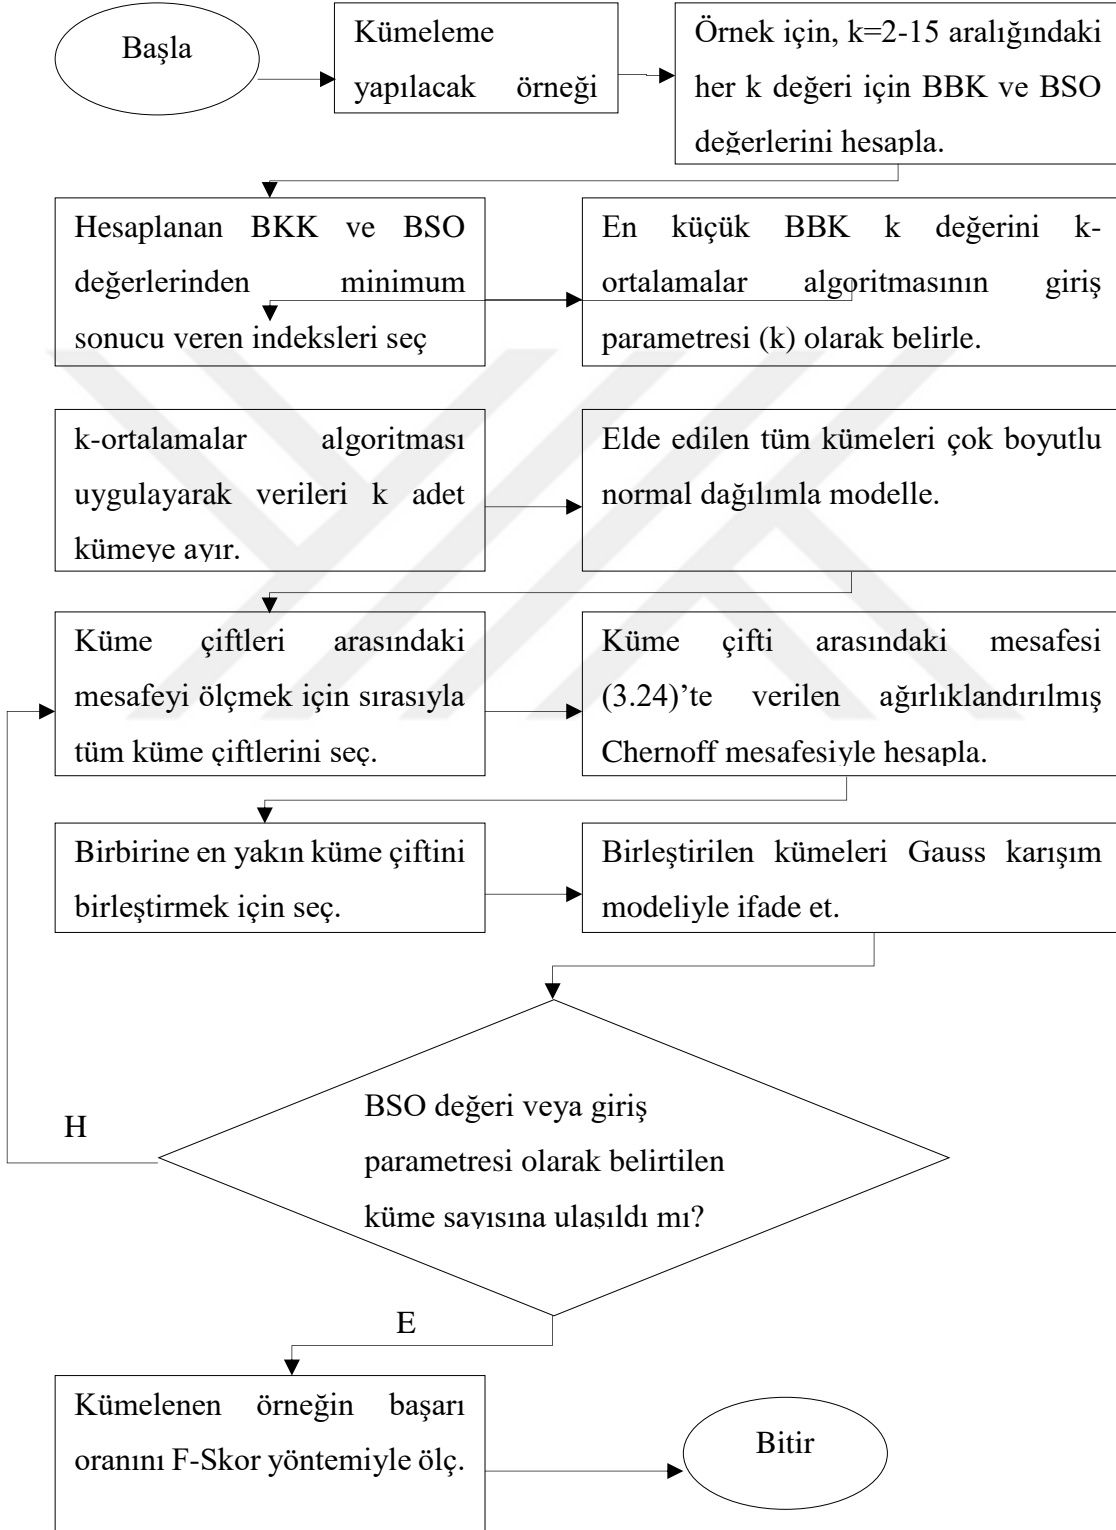 Başla
Kümeleme
yapılacak örneği
Örnek için, k=2-15 aralığındaki
her k değeri için BBK ve BSO
değerlerini hesapla.
Hesaplanan BKK ve BSO
değerlerinden minimum
sonucu veren indeksleri seç
En küçük BBK k değerini k-
ortalamalar algoritmasının giriş
parametresi (k) olarak belirle.
k-ortalamalar algoritması
uygulayarak verileri k adet
kümeye ayır.
Elde edilen tüm kümeleri çok boyutlu
normal dağılımla modelle.
Küme çiftleri arasındaki
mesafeyi ölçmek için sırasıyla
tüm küme çiftlerini seç.
Küme çifti arasındaki mesafesi
(3.24)’te verilen ağırlıklandırılmış
Chernoff mesafesiyle hesapla.
Birbirine en yakın küme çiftini
birleştirmek için seç.
Birleştirilen kümeleri Gauss karışım
modeliyle ifade et.
BSO değeri veya giriş
parametresi olarak belirtilen
küme sayısına ulaşıldı mı?
H
E
Kümelenen örneğin başarı
oranını F-Skor yöntemiyle ölç.
Bitir